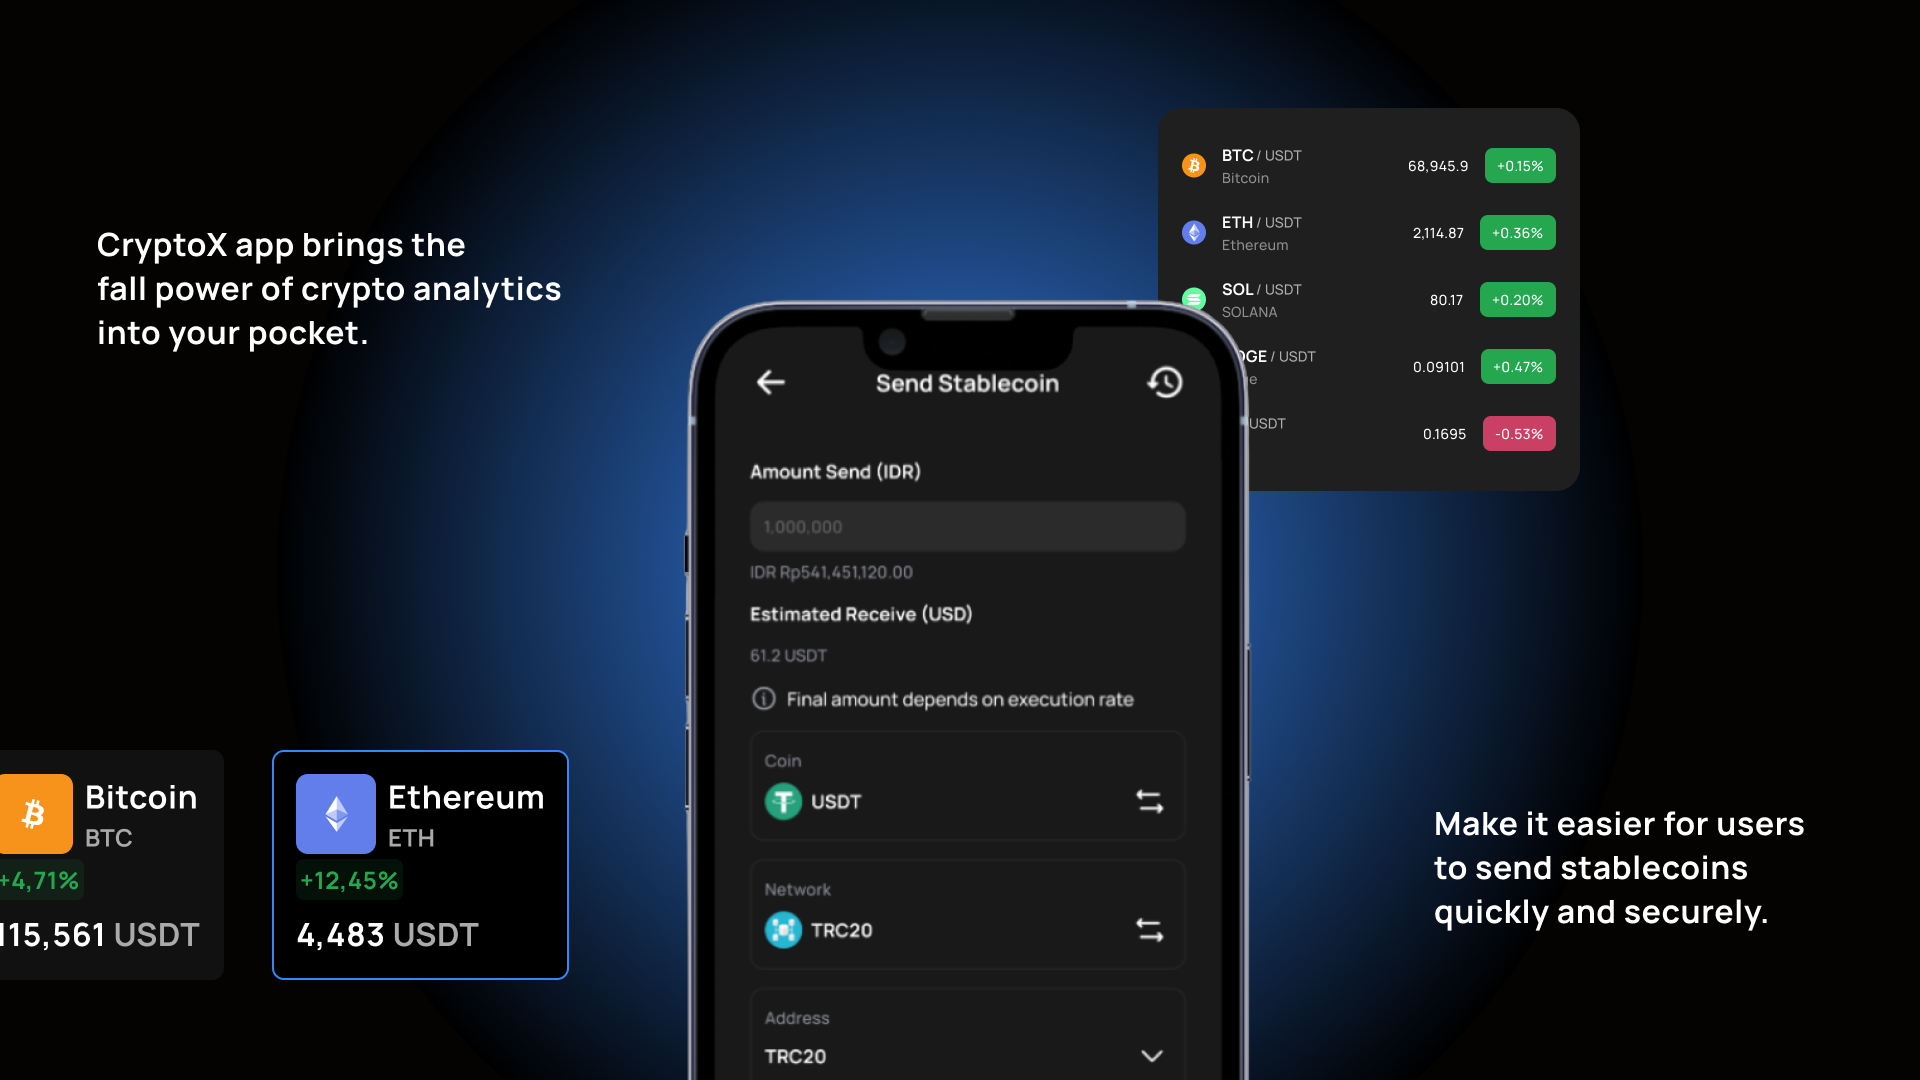 CryptoX app brings the
fall power of crypto analytics
into your pocket.
BTC / USDT
Bitcoin
68,945.9
+0.15%
ETH / USDT
Ethereum
2,114.87
+0.36%
SOL / USDT
SOLANA
80.17
+0.20%
/ USDT
0.09101
+0.47%
USDT
0.1695
-0.53%
Send Stablecoin
Amount Send (IDR)
1,000,000
IDR Rp541,451,120.00
Estimated Receive (USD)
61.2 USDT
Final amount depends on execution rate
Coin
USDT
Network
TRC20
Address
TRC20
Bitcoin
BTC
+4,71%
115,561 USDT
Ethereum
ETH
+12,45%
4,483 USDT
Make it easier for users
to send stablecoins
quickly and securely.